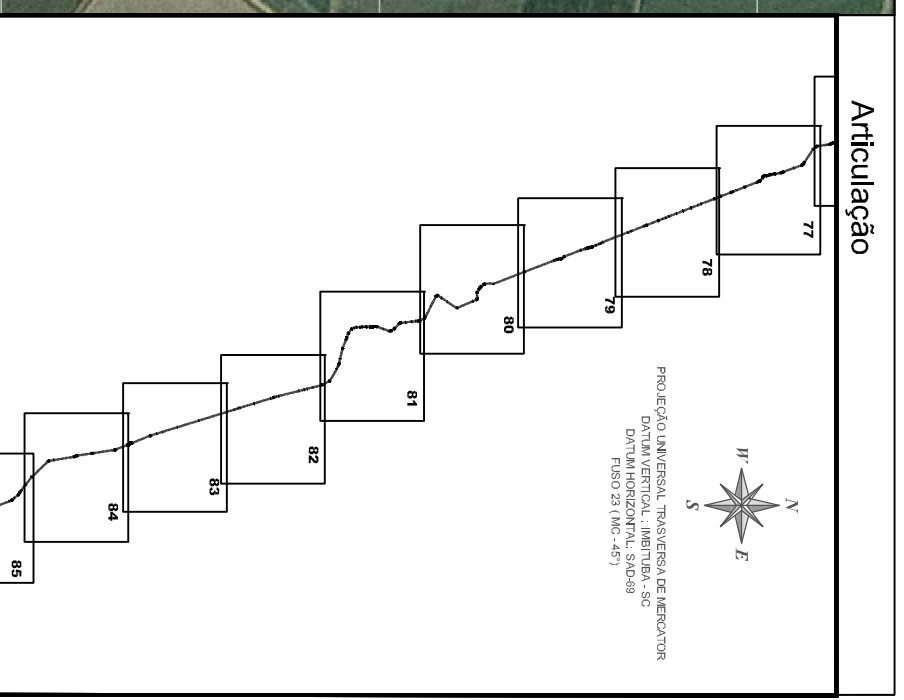 Articulação
77
78
79
80
81
82
83
84
85
N
W
E
S
PROJEÇÃO UNIVERSAL TRASVERSA DE MERCATOR
DATUM VERTICAL : IMBITUBA - SC
DATUM HORIZONTAL: SAD-69
FUSO 23 ( MC - 45°)